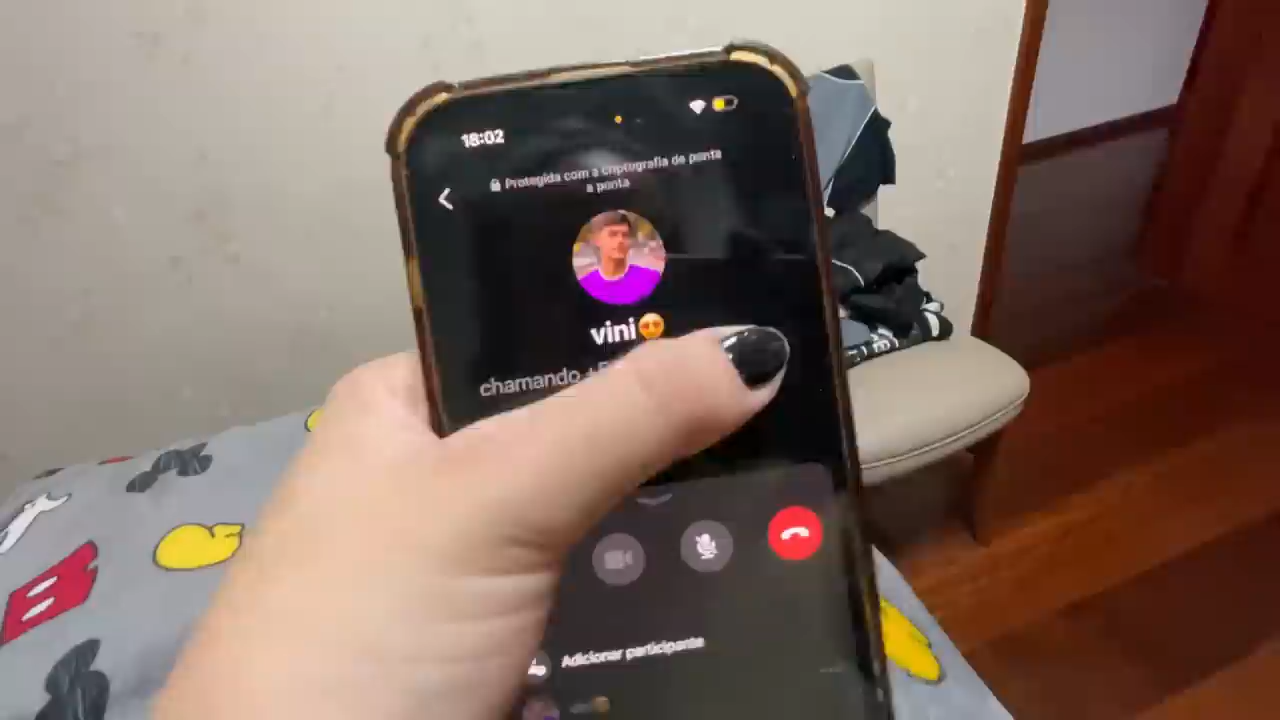 18:02
Protegida com a criptografia de ponta
a ponta
vini😍
chamando
Adicionar participante